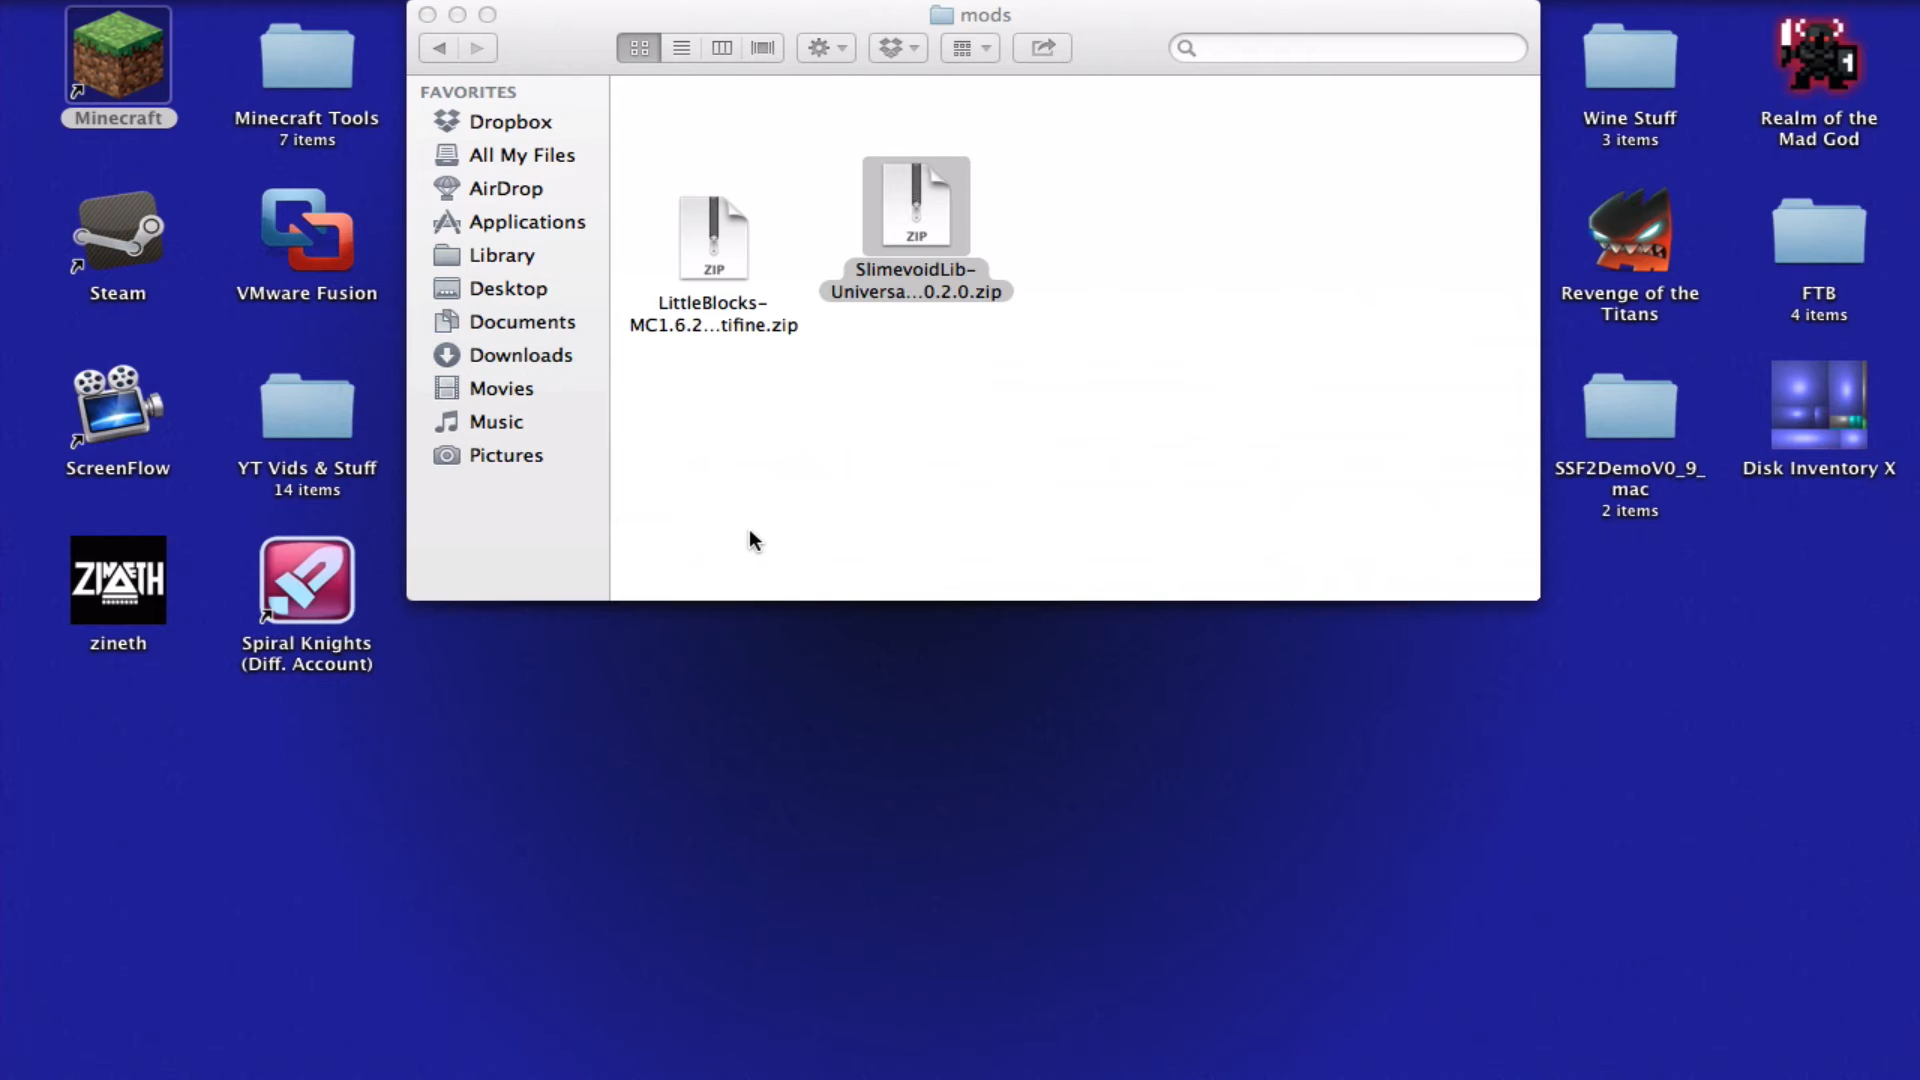 mods
Minecraft
Minecraft Tools
7 items
Steam
VMware Fusion
ScreenFlow
YT Vids & Stuff
14 items
ZINETH
zineth
Spiral Knights
(Diff. Account)
FAVORITES
Dropbox
All My Files
AirDrop
Applications
Library
Desktop
Documents
Downloads
Movies
Music
Pictures
ZIP
LittleBlocks-
MC1.6.2...tifine.zip
ZIP
SlimevoidLib-
Universa...0.2.0.zip
Wine Stuff
3 items
Realm of the
Mad God
Revenge of the
Titans
FTB
4 items
SSF2DemoV0_9_
mac
2 items
Disk Inventory X